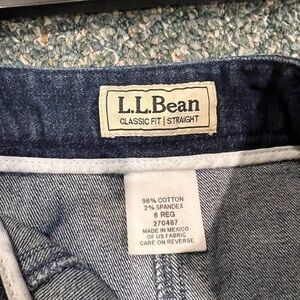 L.L.Bean
CLASSIC FIT | STRAIGHT
98% COTTON
2% SPANDEX
6 REG
270487
MADE IN MEXICO
OF US FABRIC
CARE ON REVERSE